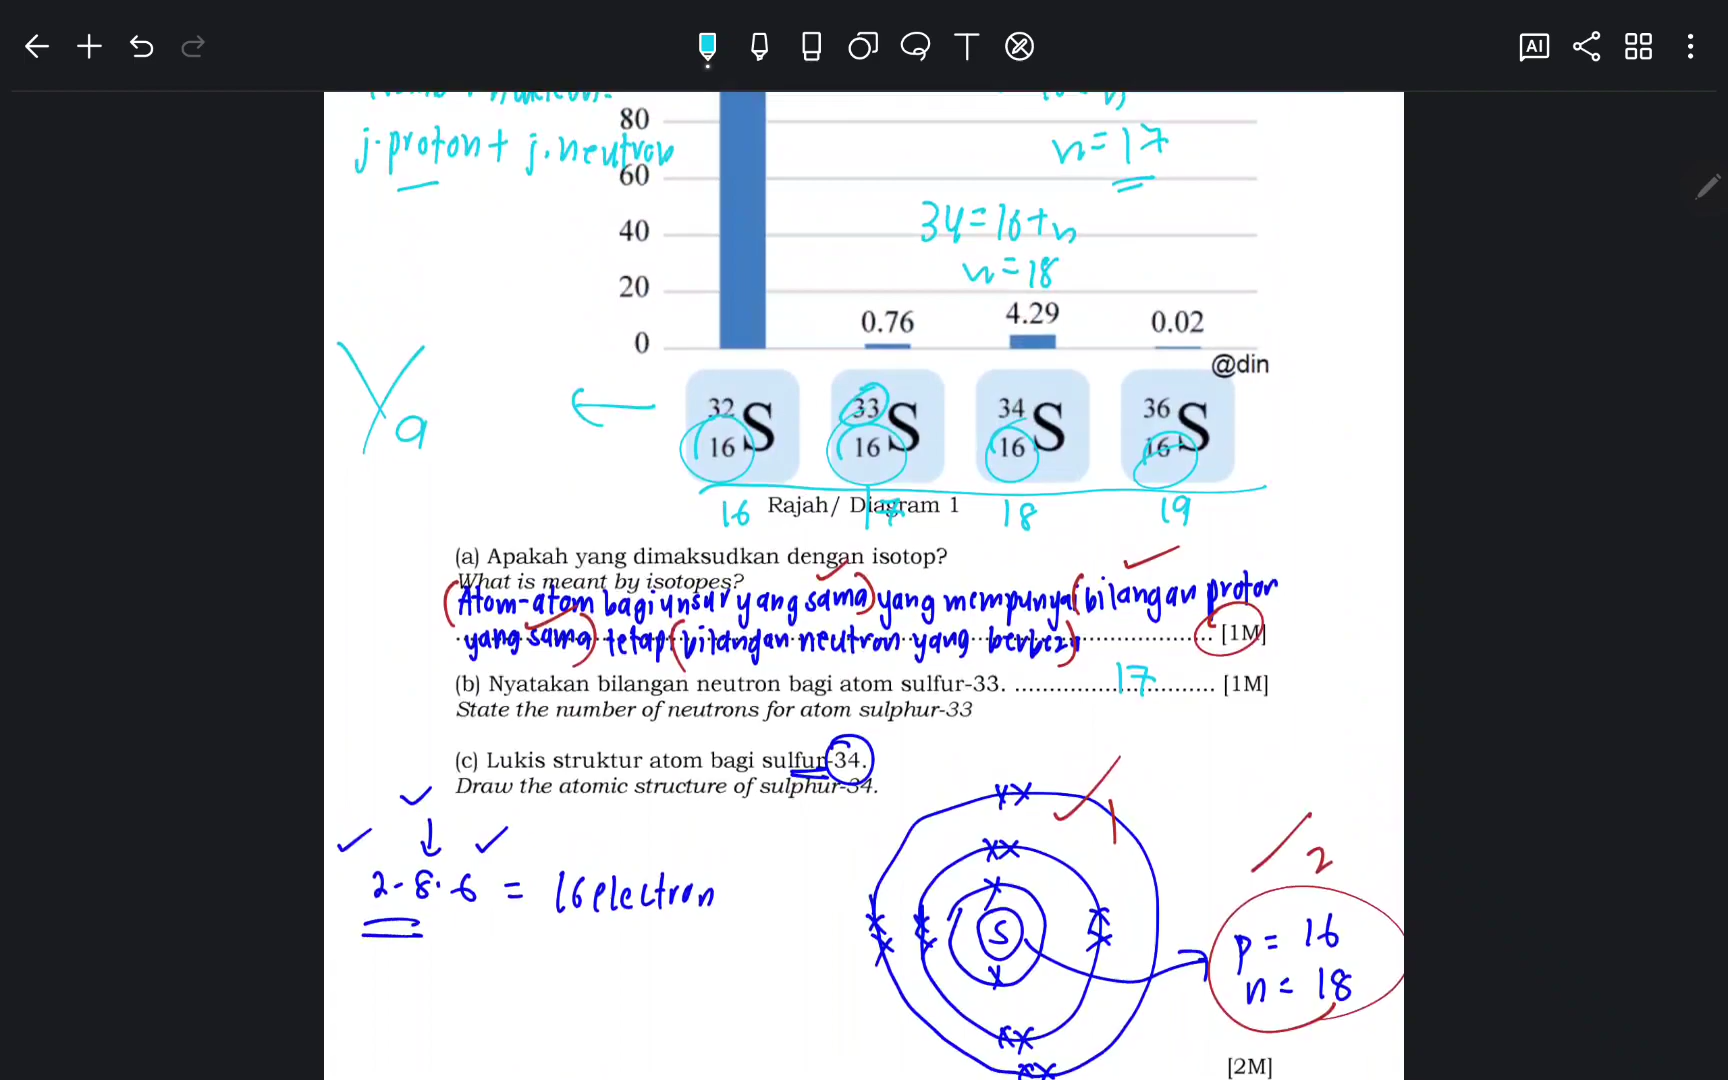 AI
80
j.proton + j.neutron
n = 17
60
34 = 16 + n
40
n = 18
20
0.76 4.29 0.02
0
@din
32 16 S
33 16 S
34 16 S
36 16 S
Ya
Rajah/ Diagram 1
16 17 18 19
(a) Apakah yang dimaksudkan dengan isotop?
What is meant by isotopes?
(Atom-atom bagi unsur yang sama) yang mempunyai (bilangan proton
yang sama) tetapi (bilangan neutron yang berbeza) [1M]
(b) Nyatakan bilangan neutron bagi atom sulfur-33. 17 [1M]
State the number of neutrons for atom sulphur-33
(c) Lukis struktur atom bagi sulfur-34.
Draw the atomic structure of sulphur-34.
1
2
2.8.6 = 16 electron
S
p = 16
n = 18
[2M]